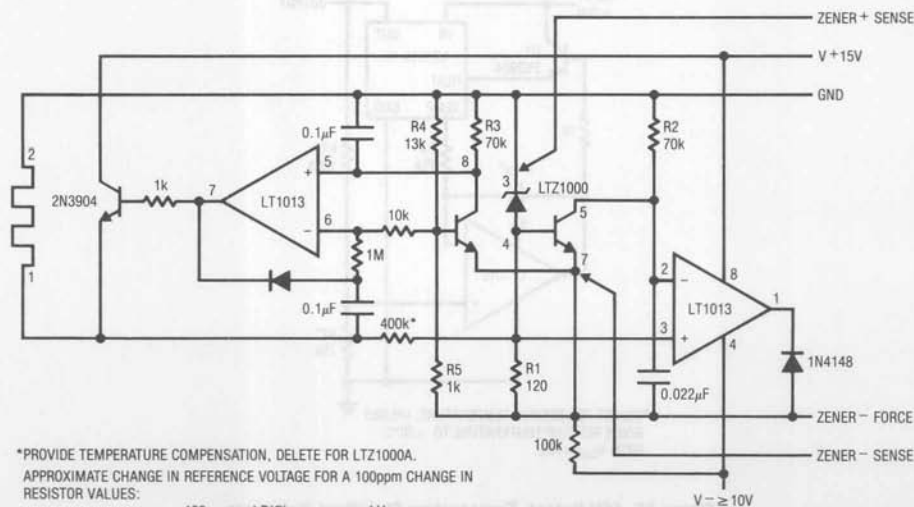 ZENER+ SENSE
V +15V
GND
0.1µF
R4
13k
R3
70k
R2
70k
2
5
8
3
LTZ1000
2N3904
1k
7
+
LT1013
6
–
10k
4
5
7
1M
1
2
–
8
LT1013
1
0.1µF
400k*
3
+
4
1N4148
R5
1k
R1
120
0.022µF
ZENER– FORCE
100k
ZENER– SENSE
V– ≥ 10V
*PROVIDE TEMPERATURE COMPENSATION, DELETE FOR LTZ1000A.
APPROXIMATE CHANGE IN REFERENCE VOLTAGE FOR A 100ppm CHANGE IN
RESISTOR VALUES: